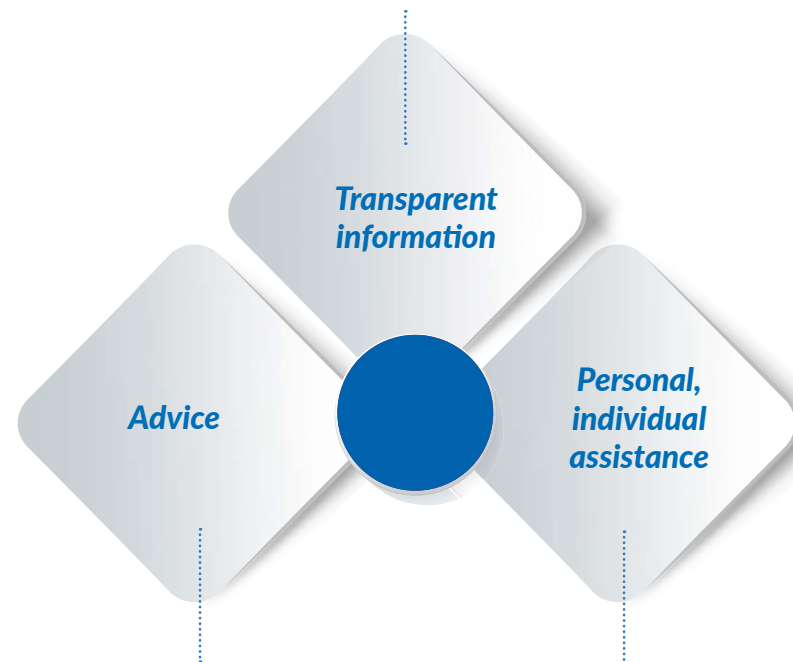 Transparent
information
Advice
Personal,
individual
assistance